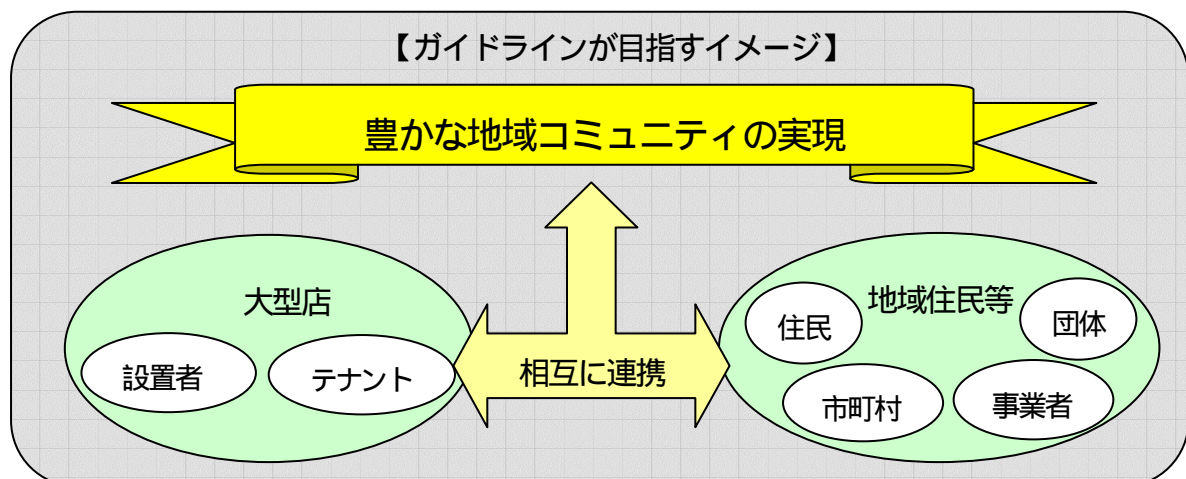 【ガイドラインが目指すイメージ】
豊かな地域コミュニティの実現
大型店
設置者
テナント
相互に連携
地域住民等
住民
団体
市町村
事業者